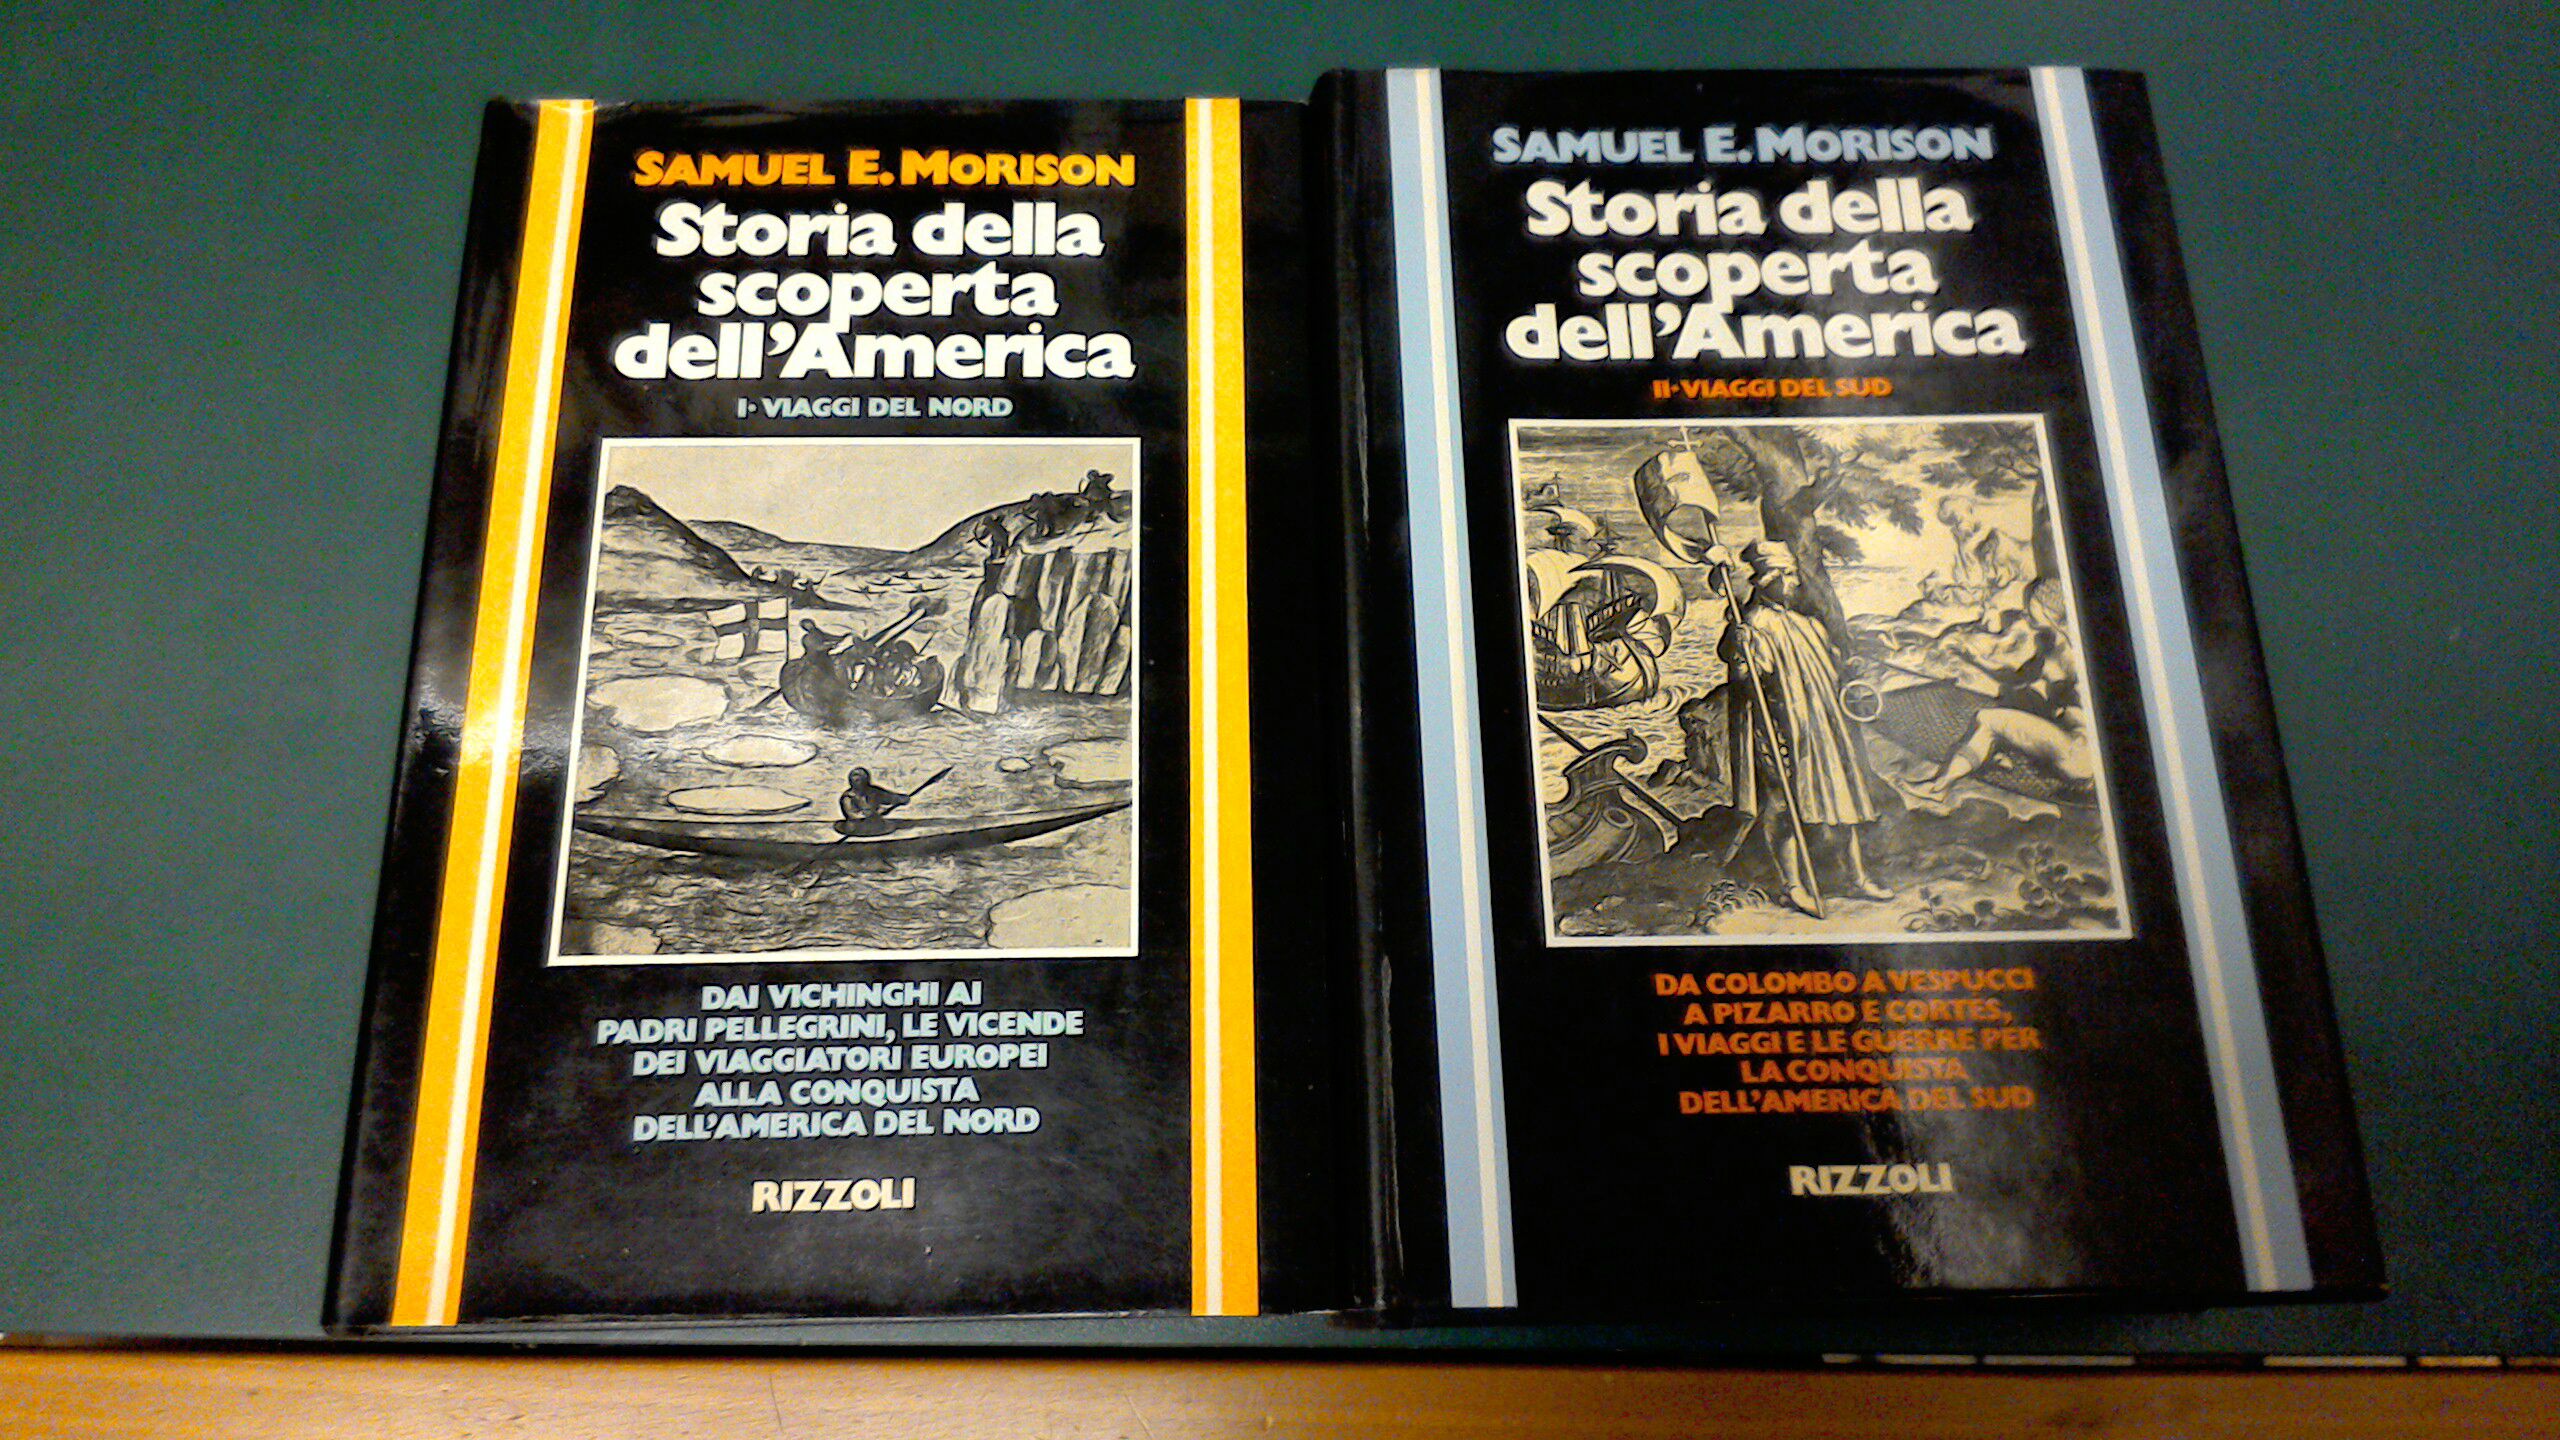 SAMUEL E. MORISON
Storia della
scoperta
dell'America
I • VIAGGI DEL NORD
DAI VICHINGHI AI
PADRI PELLEGRINI, LE VICENDE
DEI VIAGGIATORI EUROPEI
ALLA CONQUISTA
DELL'AMERICA DEL NORD
RIZZOLI
SAMUEL E. MORISON
Storia della
scoperta
dell'America
II • VIAGGI DEL SUD
DA COLOMBO A VESPUCCI
A PIZARRO E CORTÉS,
I VIAGGI E LE GUERRE PER
LA CONQUISTA
DELL'AMERICA DEL SUD
RIZZOLI